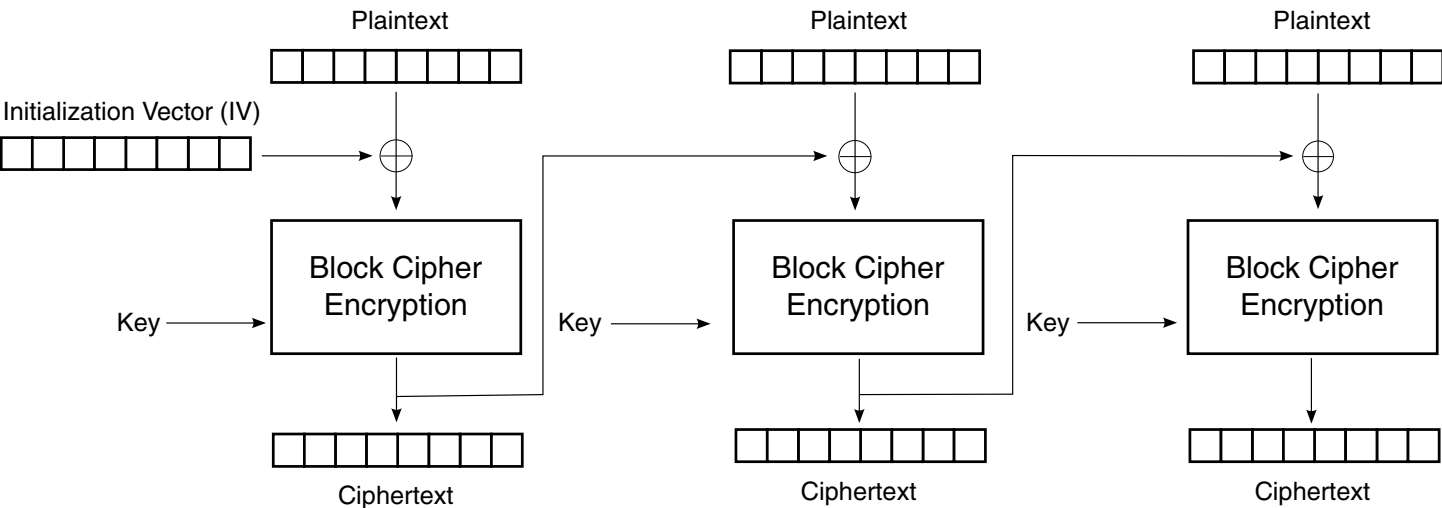 Plaintext
Plaintext
Plaintext
Initialization Vector (IV)
Block Cipher
Encryption
Block Cipher
Encryption
Block Cipher
Encryption
Key
Key
Key
Ciphertext
Ciphertext
Ciphertext